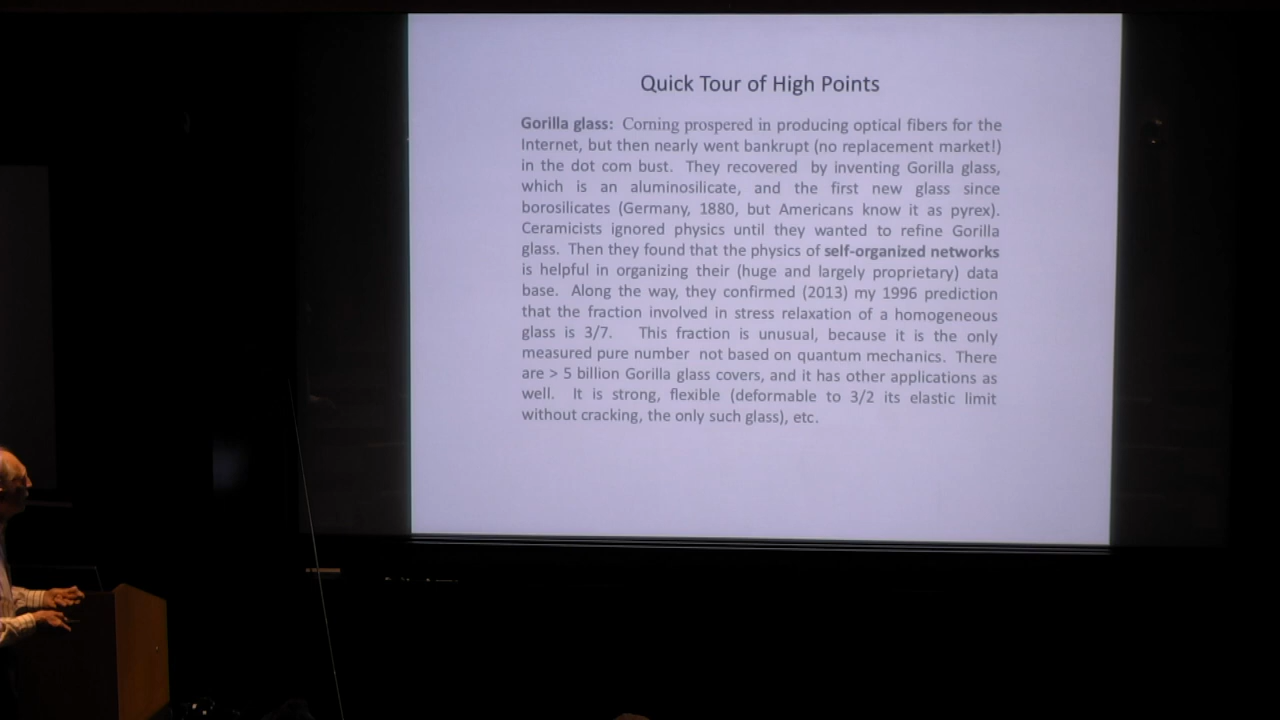 Quick Tour of High Points
Gorilla glass: Corning prospered in producing optical fibers for the
Internet, but then nearly went bankrupt (no replacement market!)
in the dot com bust. They recovered by inventing Gorilla glass,
which is an aluminosilicate, and the first new glass since
borosilicates (Germany, 1880, but Americans know it as pyrex).
Ceramicists ignored physics until they wanted to refine Gorilla
glass. Then they found that the physics of self-organized networks
is helpful in organizing their (huge and largely proprietary) data
base. Along the way, they confirmed (2013) my 1996 prediction
that the fraction involved in stress relaxation of a homogeneous
glass is 3/7. This fraction is unusual, because it is the only
measured pure number not based on quantum mechanics. There
are > 5 billion Gorilla glass covers, and it has other applications as
well. It is strong, flexible (deformable to 3/2 its elastic limit
without cracking, the only such glass), etc.